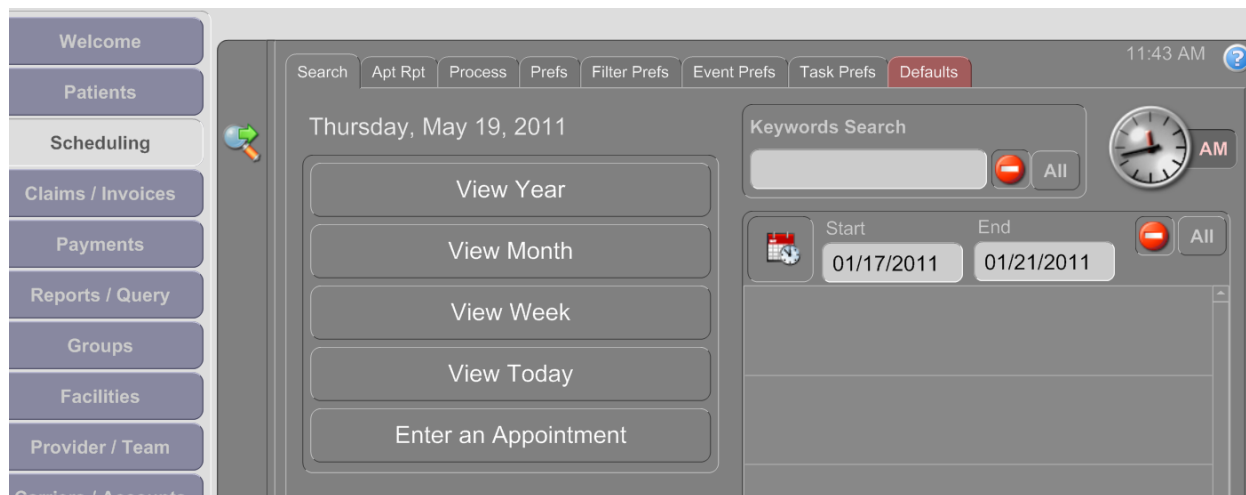 Welcome
Patients
Scheduling
Claims / Invoices
Payments
Reports / Query
Groups
Facilities
Provider / Team
Carriers / Accounts
Search Apt Rpt Process Prefs Filter Prefs Event Prefs Task Prefs Defaults
11:43 AM ?
Thursday, May 19, 2011
View Year
View Month
View Week
View Today
Enter an Appointment
Keywords Search
All
AM
Start End
01/17/2011 01/21/2011
All